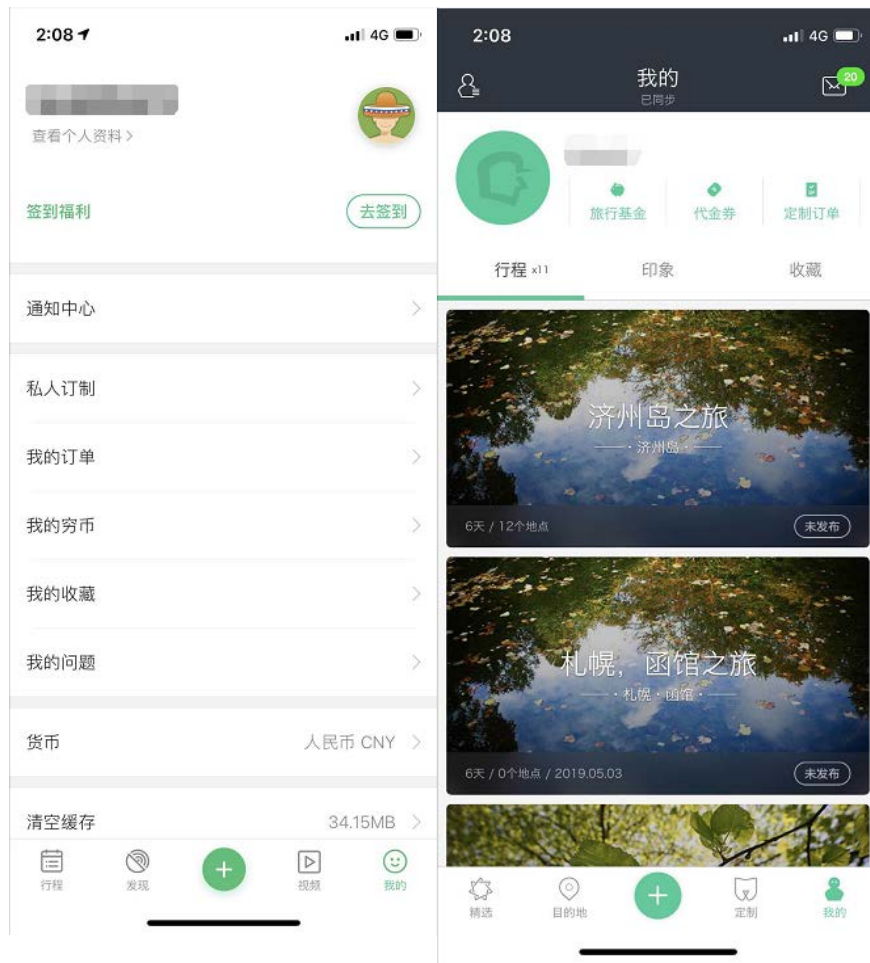 2:08
4G
查看个人资料 >
签到福利
去签到
通知中心
私人订制
我的订单
我的穷币
我的收藏
我的问题
货币
人民币 CNY
清空缓存
34.15MB
行程
发现
视频
我的
2:08
4G
我的
已同步
20
旅行基金
代金券
定制订单
行程 x11
印象
收藏
济州岛之旅
· 济州岛 ·
6天 / 12个地点
未发布
札幌，函馆之旅
· 札幌 · 函馆 ·
6天 / 0个地点 / 2019.05.03
未发布
精选
目的地
定制
我的